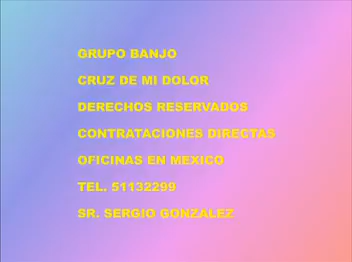 GRUPO BANJO
CRUZ DE MI DOLOR
DERECHOS RESERVADOS
CONTRATACIONES DIRECTAS
OFICINAS EN MEXICO
TEL. 51132299
SR. SERGIO GONZALEZ